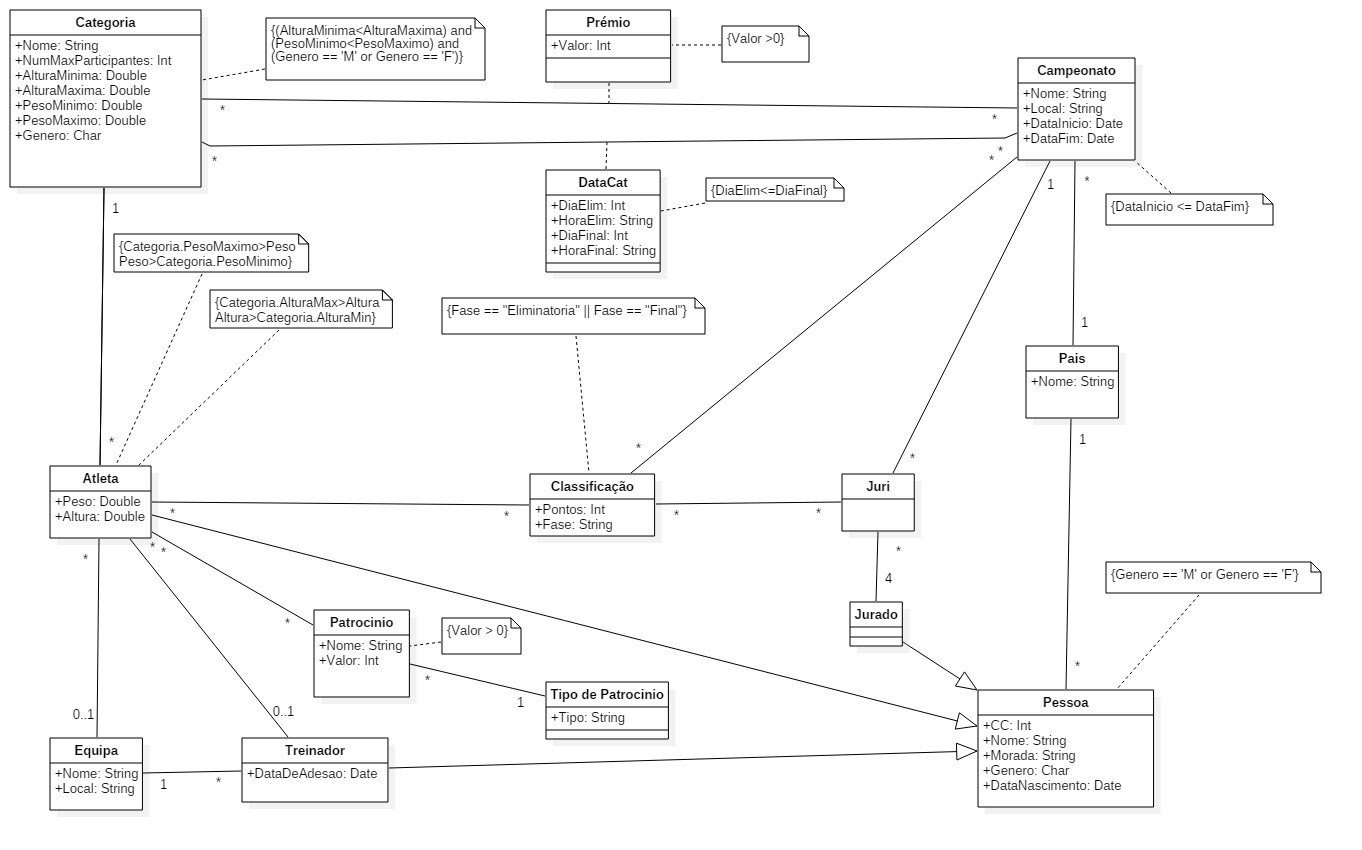 Categoria
+Nome: String
+NumMaxParticipantes: Int
+AlturaMinima: Double
+AlturaMaxima: Double
+PesoMinimo: Double
+PesoMaximo: Double
+Genero: Char
{(AlturaMinima<AlturaMaxima) and
(PesoMinimo<PesoMaximo) and
(Genero == 'M' or Genero == 'F')}
Prémio
+Valor: Int
{Valor >0}
Campeonato
+Nome: String
+Local: String
+DataInicio: Date
+DataFim: Date
*
*
*
*
*
DataCat
+DiaElim: Int
+HoraElim: String
+DiaFinal: Int
+HoraFinal: String
{DiaElim<=DiaFinal}
1
*
{DataInicio <= DataFim}
1
{Categoria.PesoMaximo>Peso
Peso>Categoria.PesoMinimo}
{Categoria.AlturaMax>Altura
Altura>Categoria.AlturaMin}
{Fase == "Eliminatoria" || Fase == "Final"}
1
Pais
+Nome: String
1
*
*
*
Atleta
+Peso: Double
+Altura: Double
*
*
Classificação
+Pontos: Int
+Fase: String
*
*
Juri
*
4
Jurado
*
*
*
*
Patrocinio
+Nome: String
+Valor: Int
{Valor > 0}
*
1
Tipo de Patrocinio
+Tipo: String
{Genero == 'M' or Genero == 'F'}
*
Pessoa
+CC: Int
+Nome: String
+Morada: String
+Genero: Char
+DataNascimento: Date
0..1
0..1
Equipa
+Nome: String
+Local: String
1
*
Treinador
+DataDeAdesao: Date